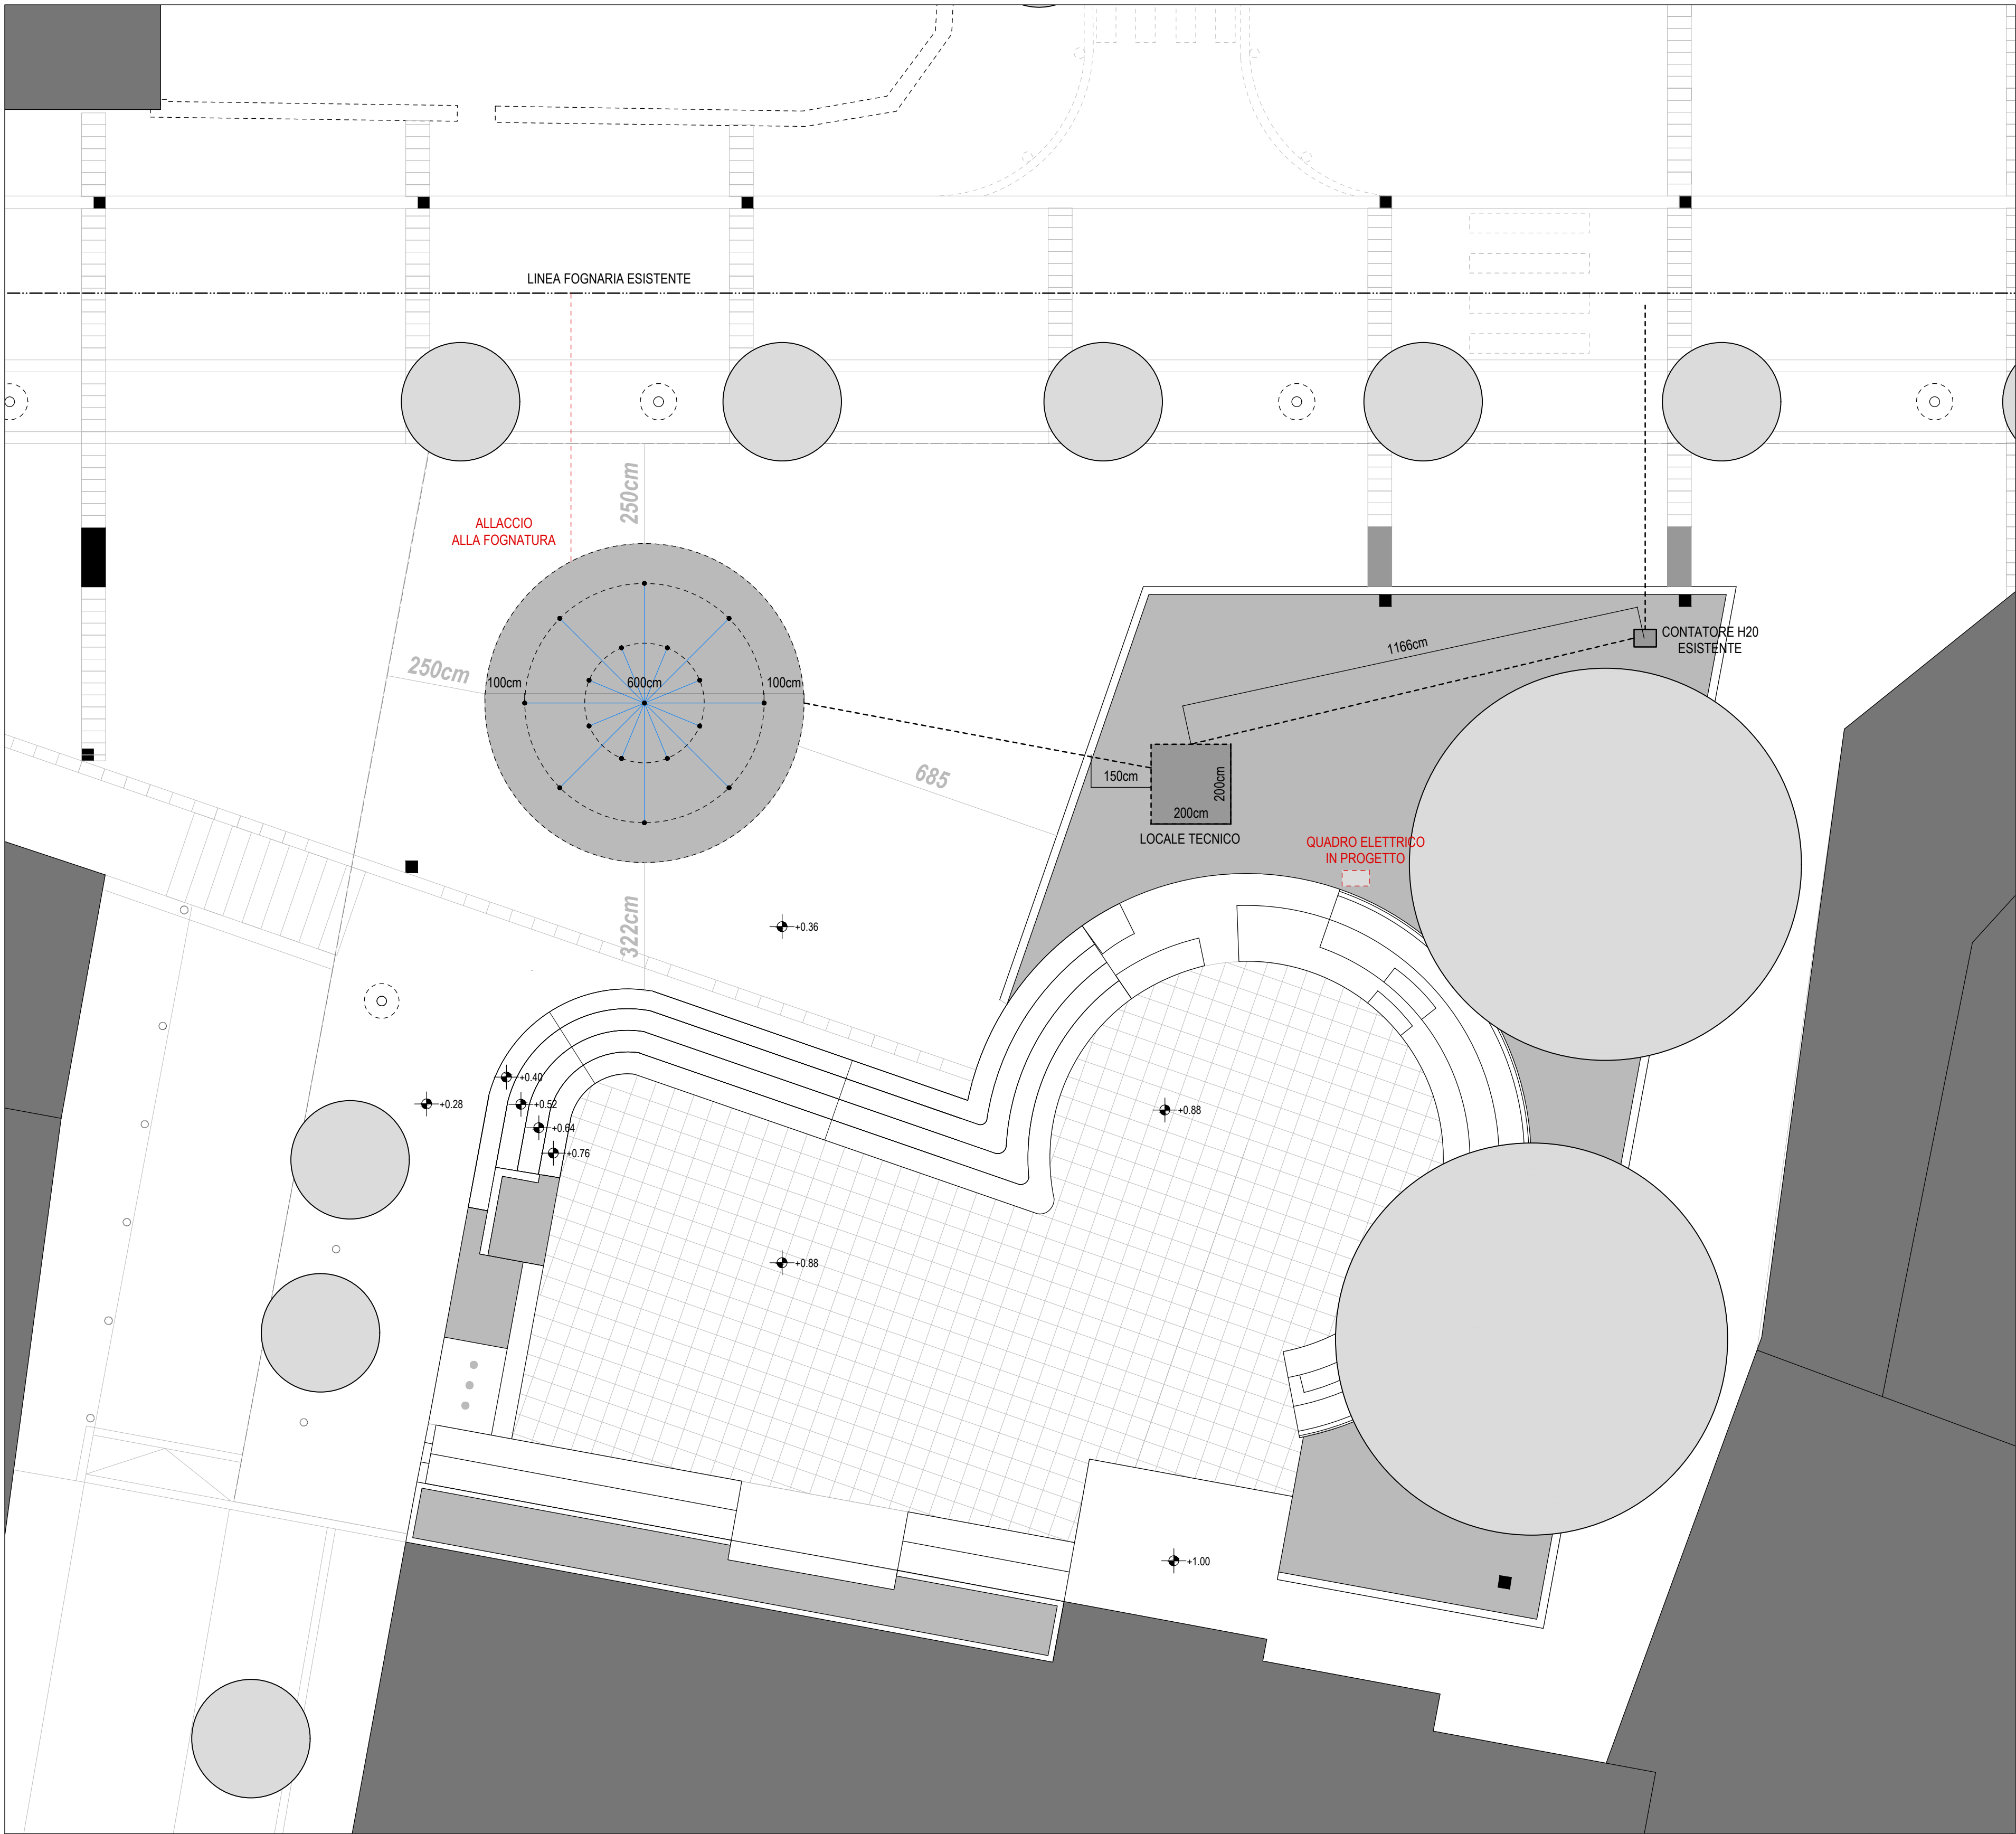 LINEA FOGNARIA ESISTENTE
250cm
ALLACCIO
ALLA FOGNATURA
CONTATORE H20
ESISTENTE
1166cm
250cm
100cm
600cm
100cm
685
150cm
200cm
200cm
LOCALE TECNICO
QUADRO ELETTRICO
IN PROGETTO
322cm
+0.36
+0.40
+0.28
+0.52
+0.64
+0.76
+0.88
+0.88
+1.00